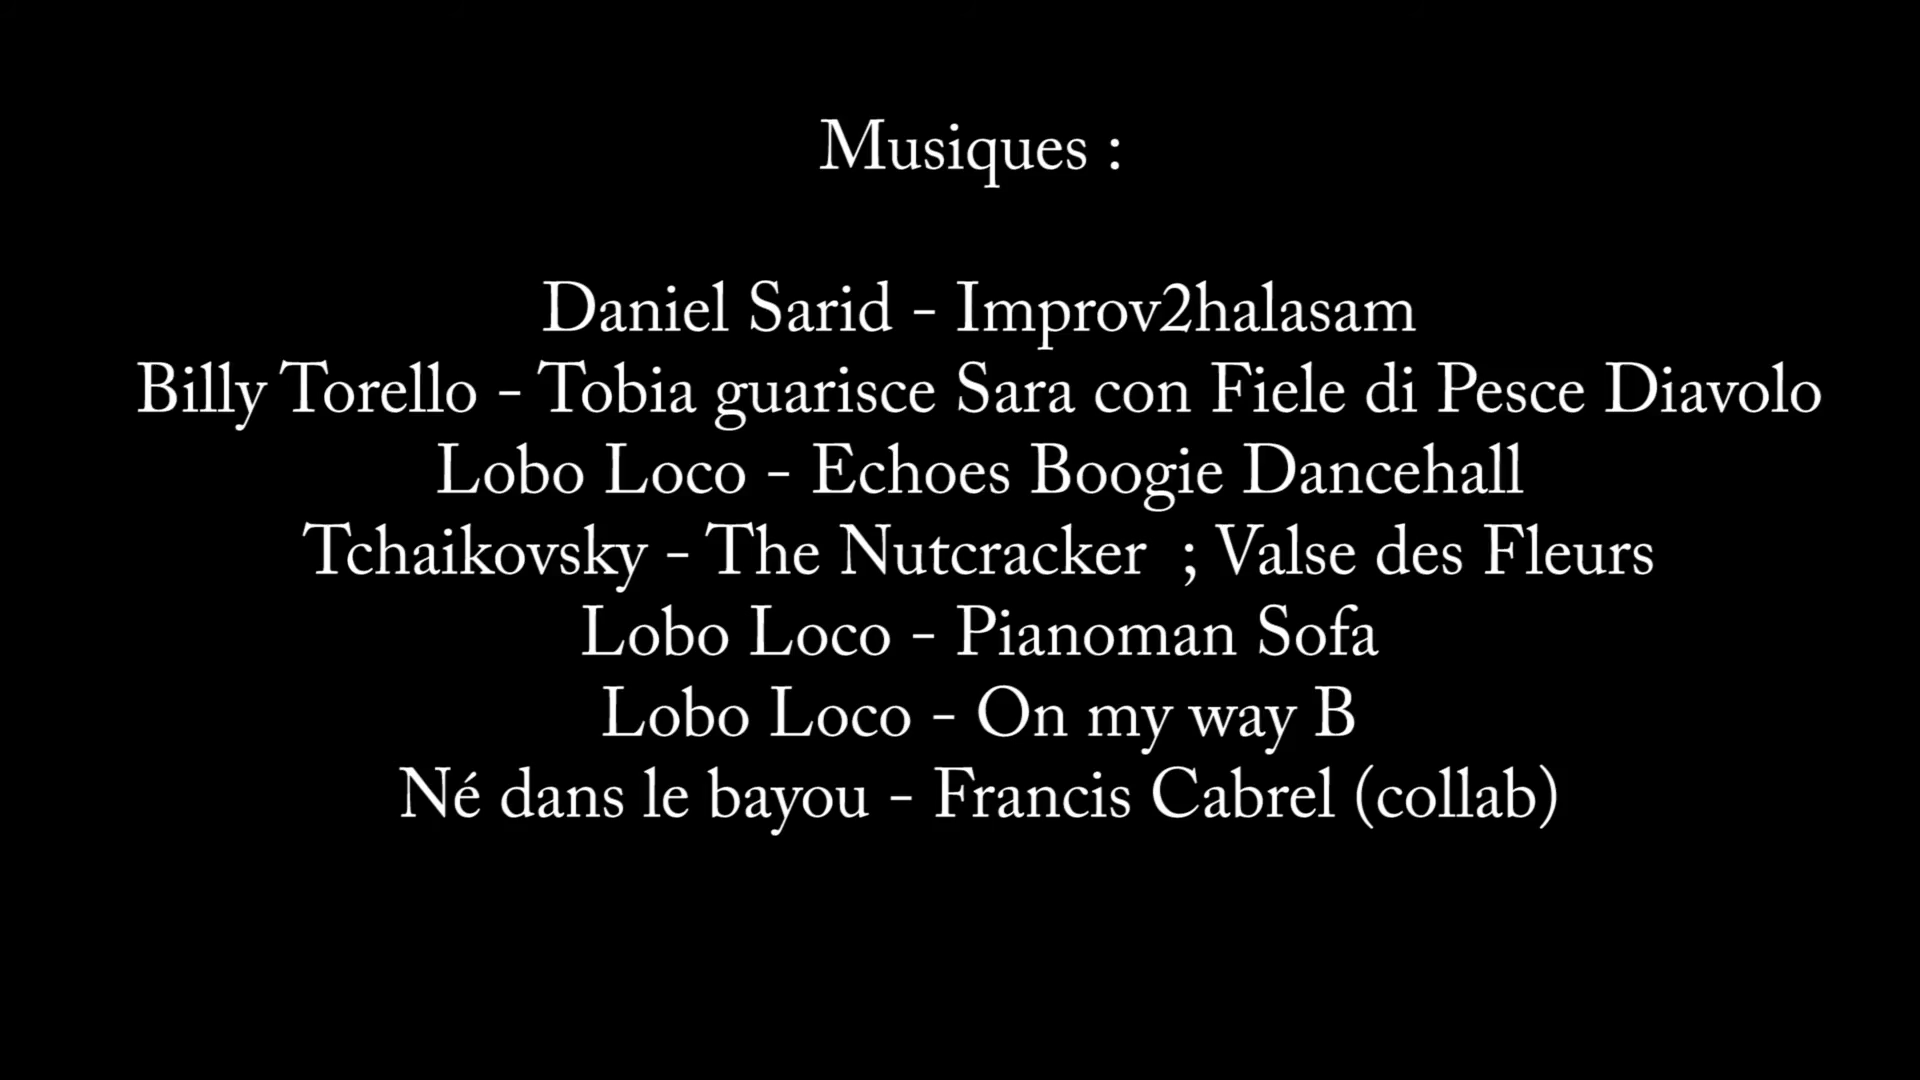 Musiques :
Daniel Sarid - Improv2halasam
Billy Torello - Tobia guarisce Sara con Fiele di Pesce Diavolo
Lobo Loco - Echoes Boogie Dancehall
Tchaikovsky - The Nutcracker  ; Valse des Fleurs
Lobo Loco - Pianoman Sofa
Lobo Loco - On my way B
Né dans le bayou - Francis Cabrel (collab)